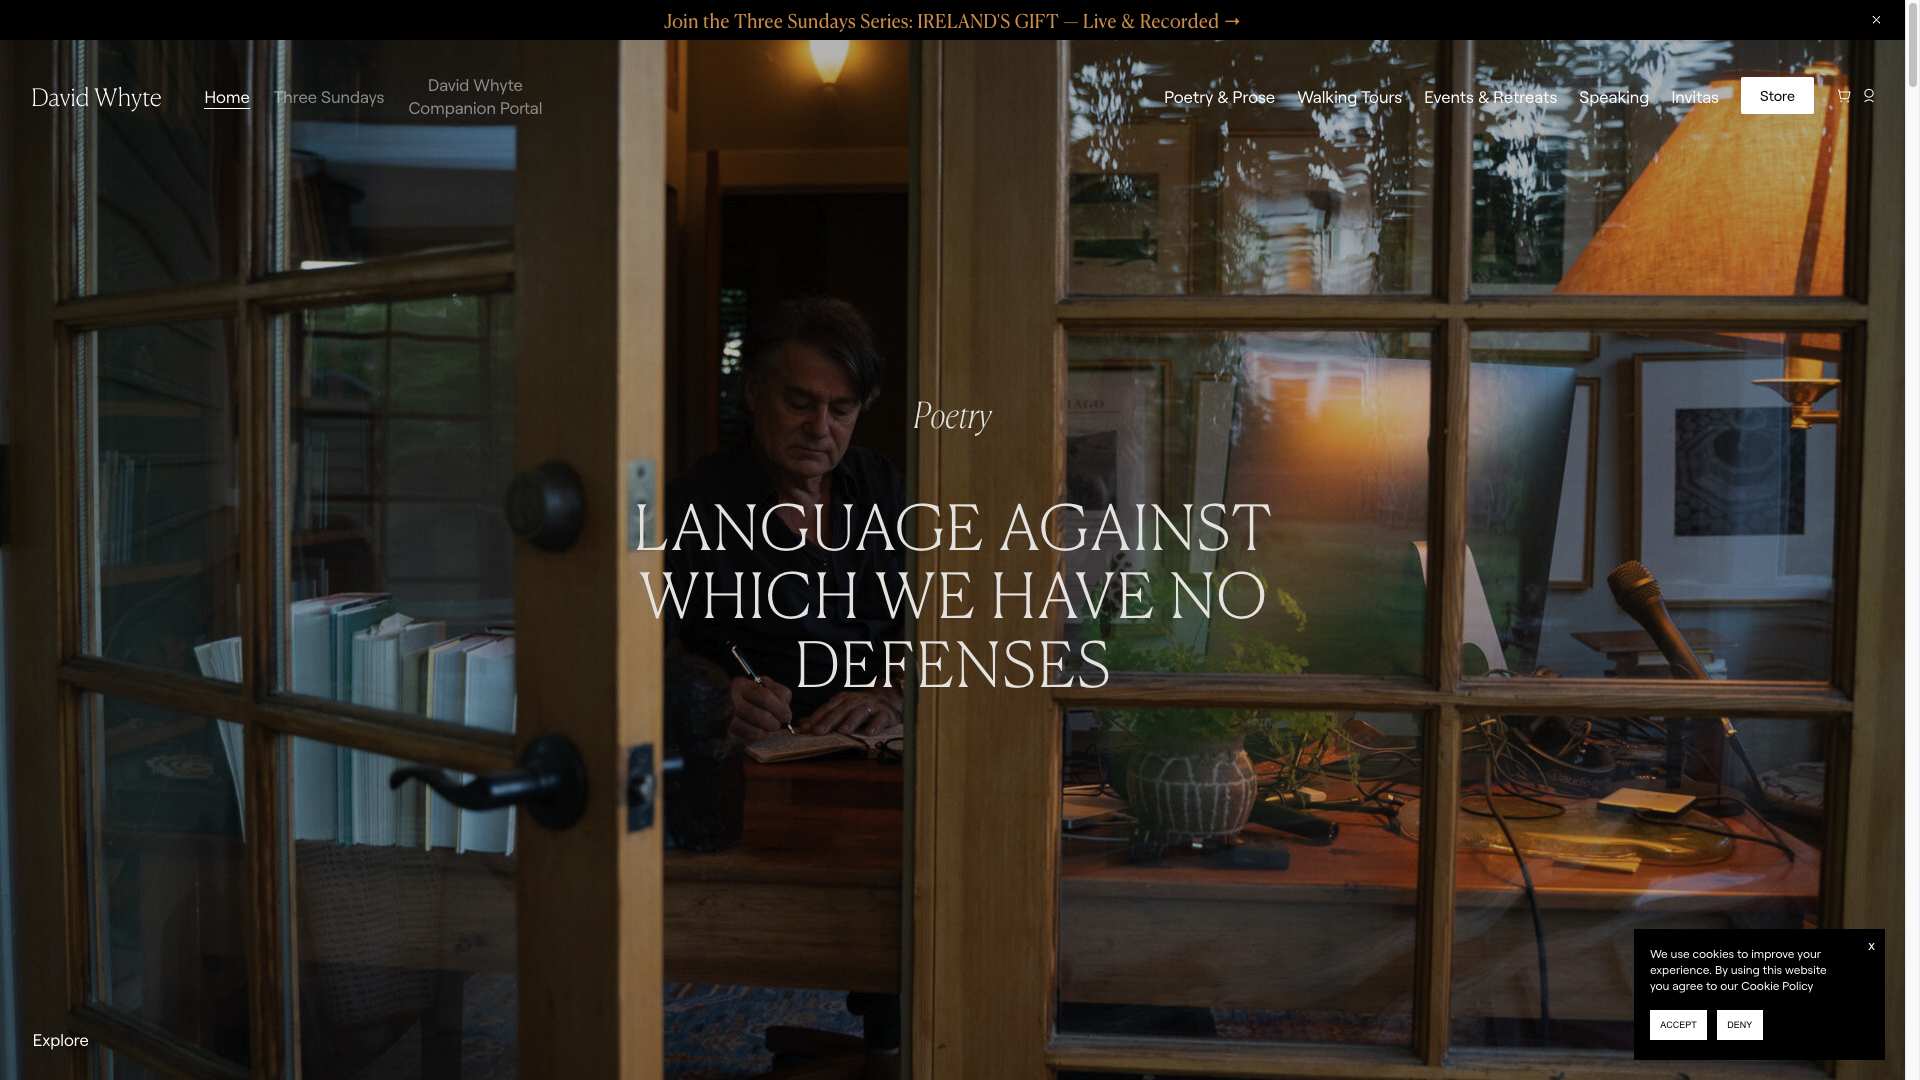 Join the Three Sundays Series: IRELAND'S GIFT — Live & Recorded →
David Whyte
Home
Three Sundays
David Whyte
Companion Portal
Poetry & Prose
Walking Tours
Events & Retreats
Speaking
Invitas
Store
Poetry
LANGUAGE AGAINST
WHICH WE HAVE NO
DEFENSES
Explore
x
We use cookies to improve your
experience. By using this website
you agree to our Cookie Policy
ACCEPT
DENY